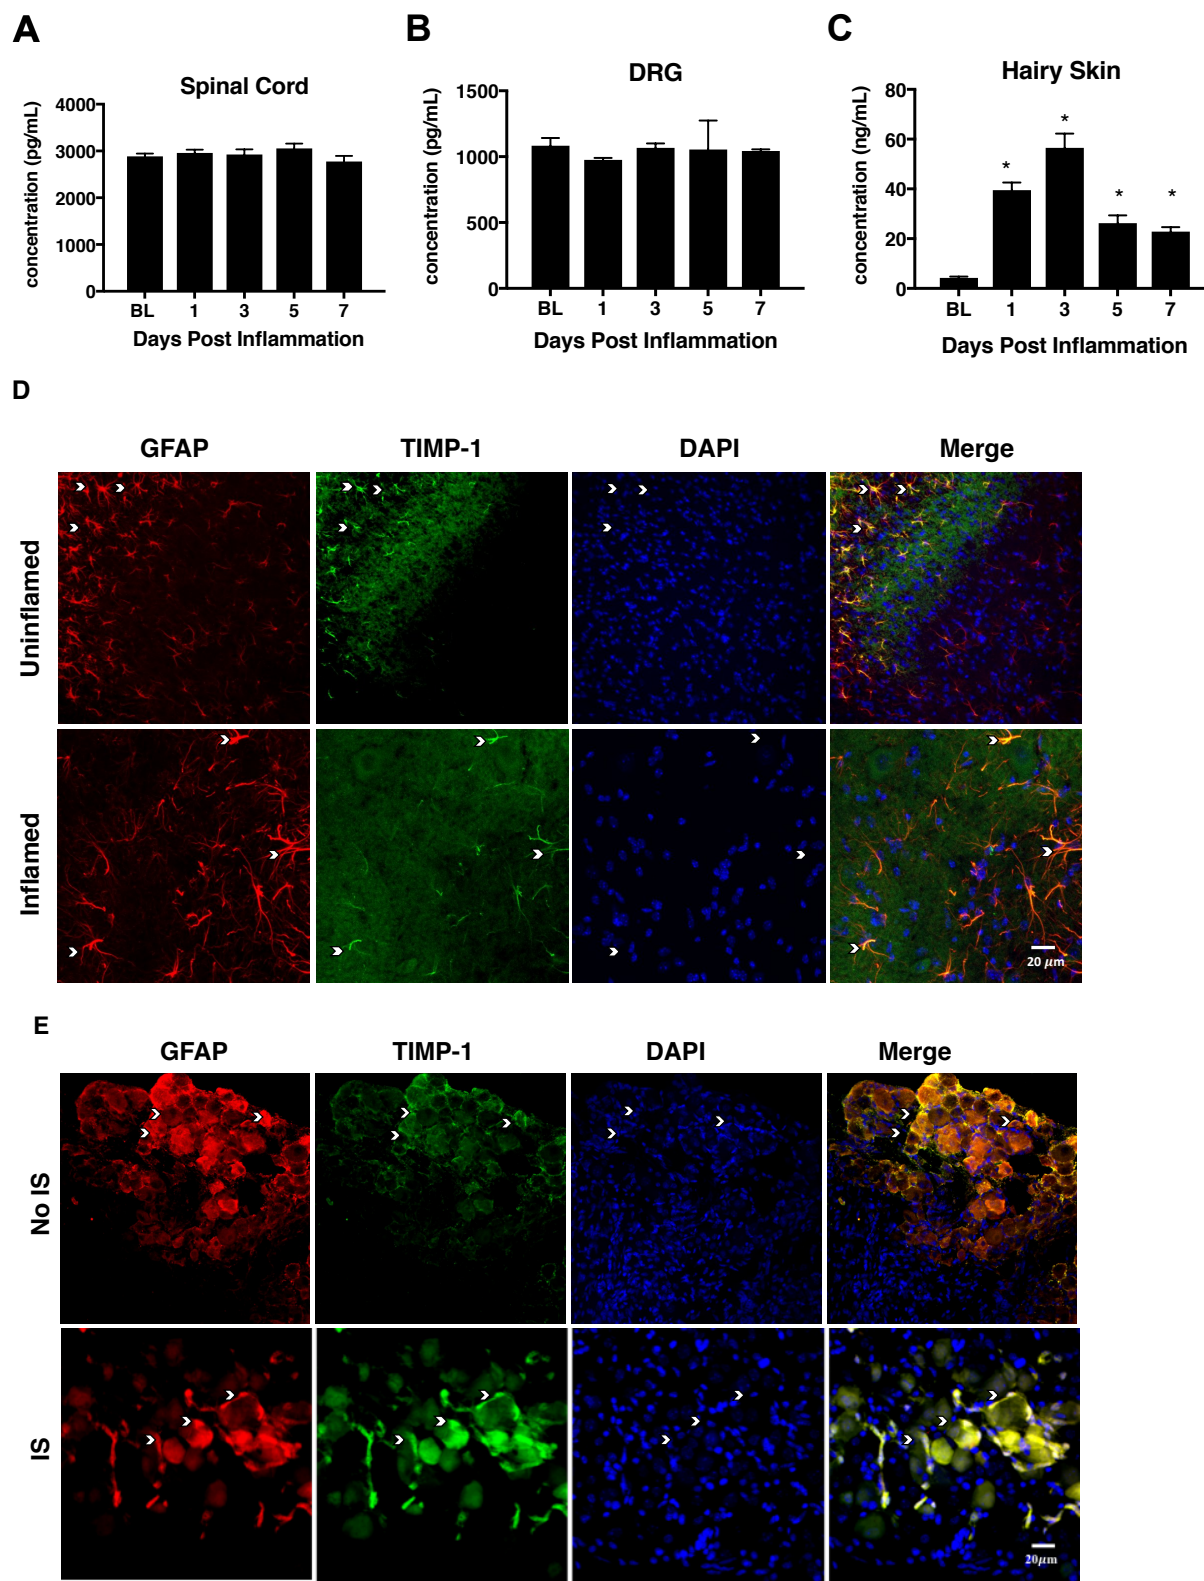 A
B
C
Spinal Cord
DRG
Hairy Skin
concentration (pg/mL)
4000
3000
2000
1000
0
BL 1 3 5 7
Days Post Inflammation
concentration (pg/mL)
1500
1000
500
0
BL 1 3 5 7
Days Post Inflammation
concentration (ng/mL)
80
60
40
20
0
* * * *
BL 1 3 5 7
Days Post Inflammation
D
GFAP TIMP-1 DAPI Merge
Uninflamed
Inflamed
20 μm
E
GFAP TIMP-1 DAPI Merge
No IS
IS
20μm